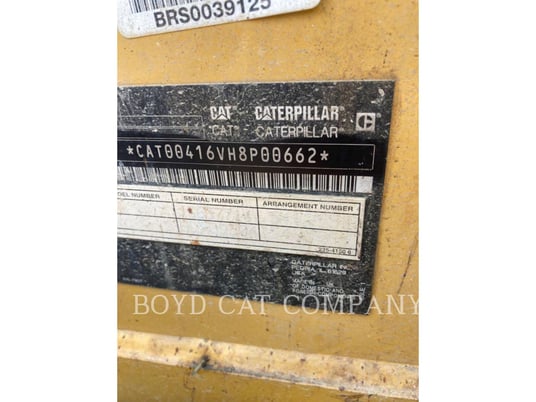 BRS0039125
CAT CATERPILLAR
CAT CATERPILLAR
*CAT00416VH8P00662*
DEL NUMBER SERIAL NUMBER ARRANGEMENT NUMBER
CATERPILLAR INC.
PEORIA, IL 61629
USA
BOYD CAT COMPANY